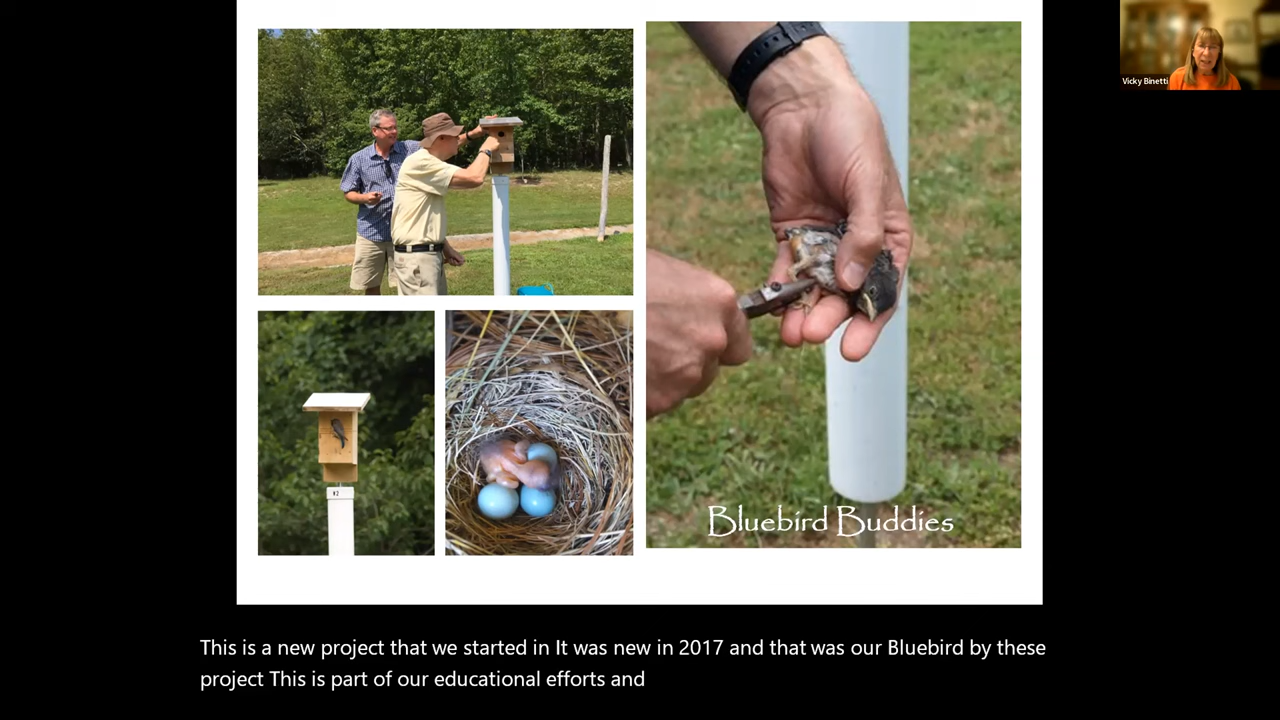 Vicky Binetti
W2
Bluebird Buddies
This is a new project that we started in It was new in 2017 and that was our Bluebird by these
project This is part of our educational efforts and